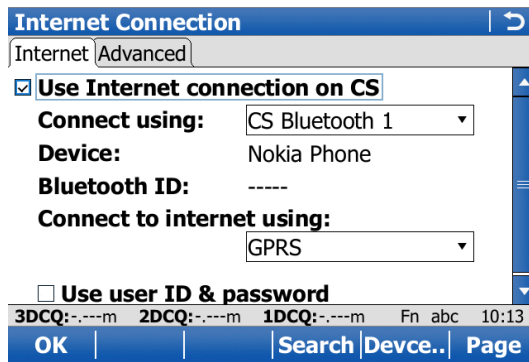 Internet Connection
Internet Advanced
Use Internet connection on CS
Connect using: CS Bluetooth 1
Device: Nokia Phone
Bluetooth ID: -----
Connect to internet using:
GPRS
Use user ID & password
3DCQ:-.---m 2DCQ:-.---m 1DCQ:-.---m Fn abc 10:13
OK Search Devce.. Page